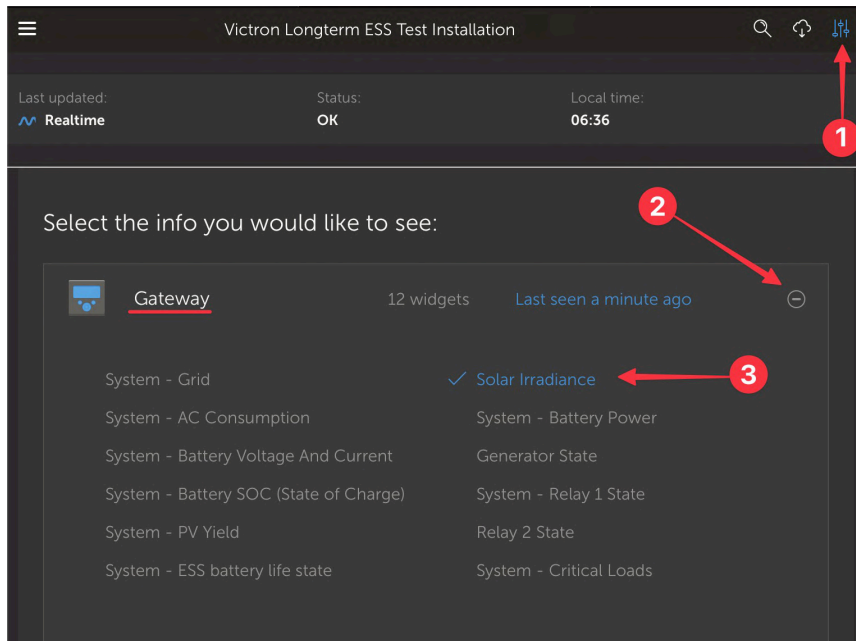 Victron Longterm ESS Test Installation
Last updated: Status: Local time:
Realtime OK 06:36
1
Select the info you would like to see:
2
Gateway 12 widgets Last seen a minute ago
System - Grid Solar Irradiance 3
System - AC Consumption System - Battery Power
System - Battery Voltage And Current Generator State
System - Battery SOC (State of Charge) System - Relay 1 State
System - PV Yield Relay 2 State
System - ESS battery life state System - Critical Loads